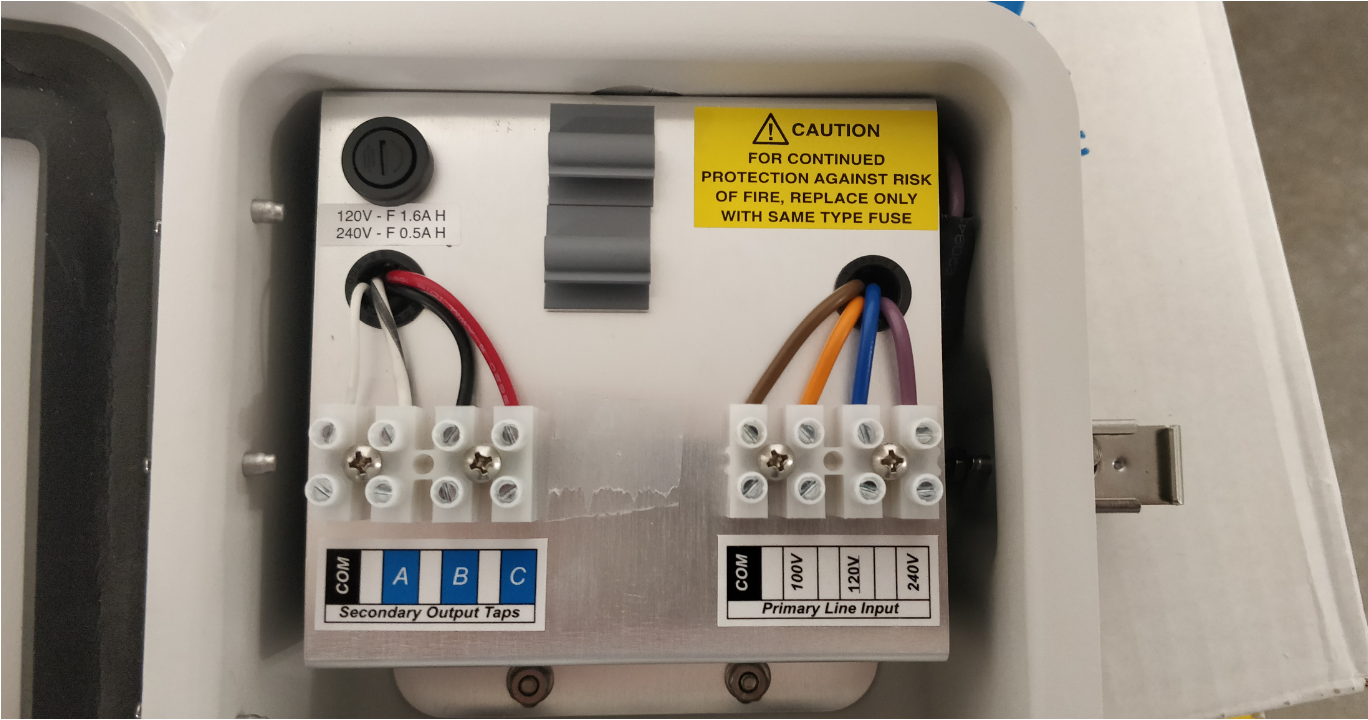 CAUTION
FOR CONTINUED
PROTECTION AGAINST RISK
OF FIRE, REPLACE ONLY
WITH SAME TYPE FUSE
120V - F 1.6A H
240V - F 0.5A H
COM A B C
Secondary Output Taps
COM 100V 120V 240V
Primary Line Input